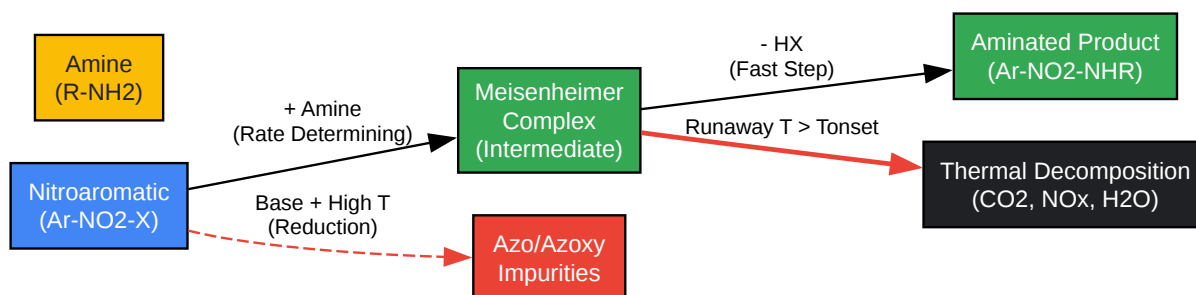 Amine
(R-NH2)
Nitroaromatic
(Ar-NO2-X)
+ Amine
(Rate Determining)
Base + High T
(Reduction)
Meisenheimer
Complex
(Intermediate)
Azo/Azoxy
Impurities
- HX
(Fast Step)
Runaway T > Tonset
Aminated Product
(Ar-NO2-NHR)
Thermal Decomposition
(CO2, NOx, H2O)